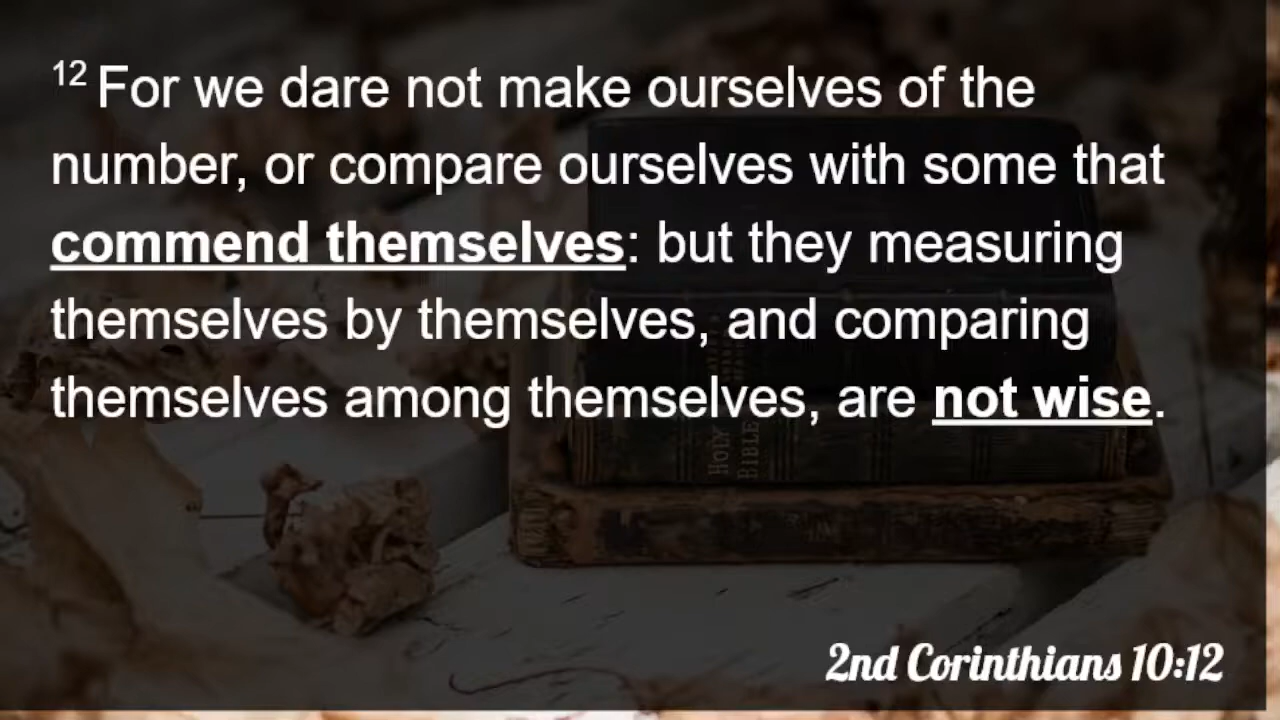 12 For we dare not make ourselves of the
number, or compare ourselves with some that
commend themselves: but they measuring
themselves by themselves, and comparing
themselves among themselves, are not wise.
HOLY
BIBLE
2nd Corinthians 10:12